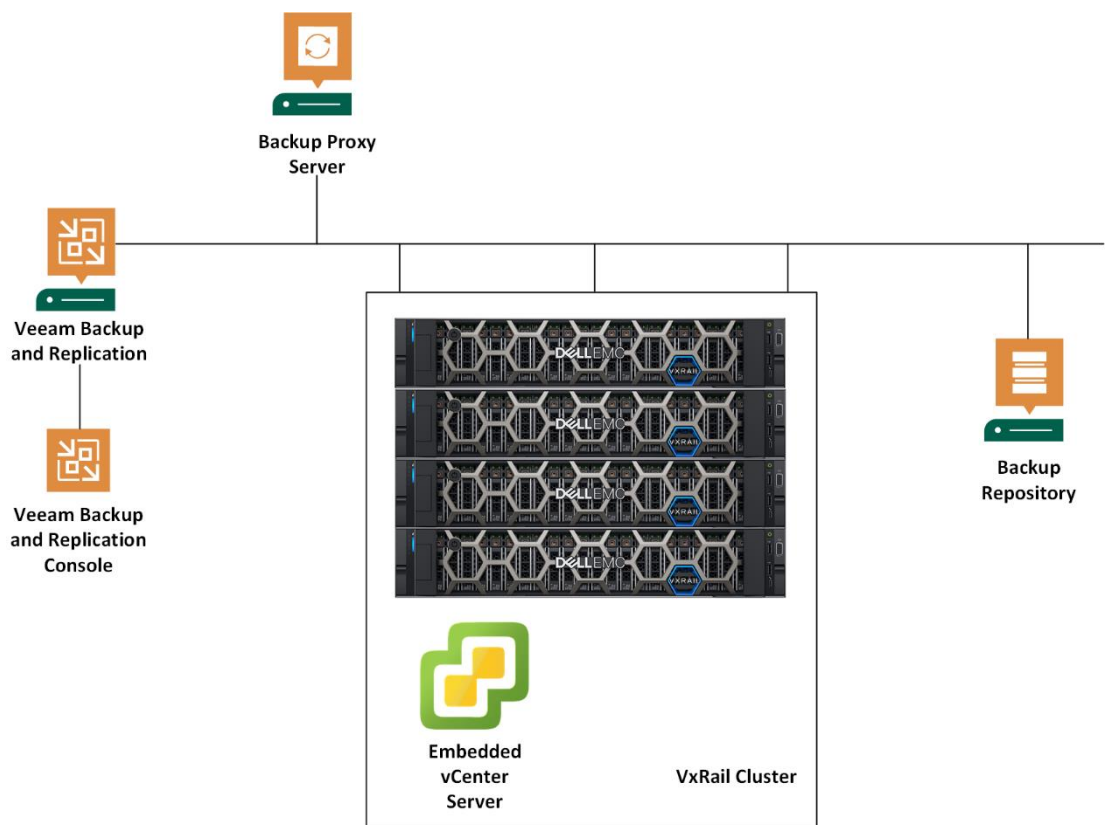 Backup Proxy
Server
Veeam Backup
and Replication
Veeam Backup
and Replication
Console
DELLEMC
VXRAIL
DELLEMC
VXRAIL
DELLEMC
VXRAIL
DELLEMC
VXRAIL
Embedded
vCenter
Server
VxRail Cluster
Backup
Repository